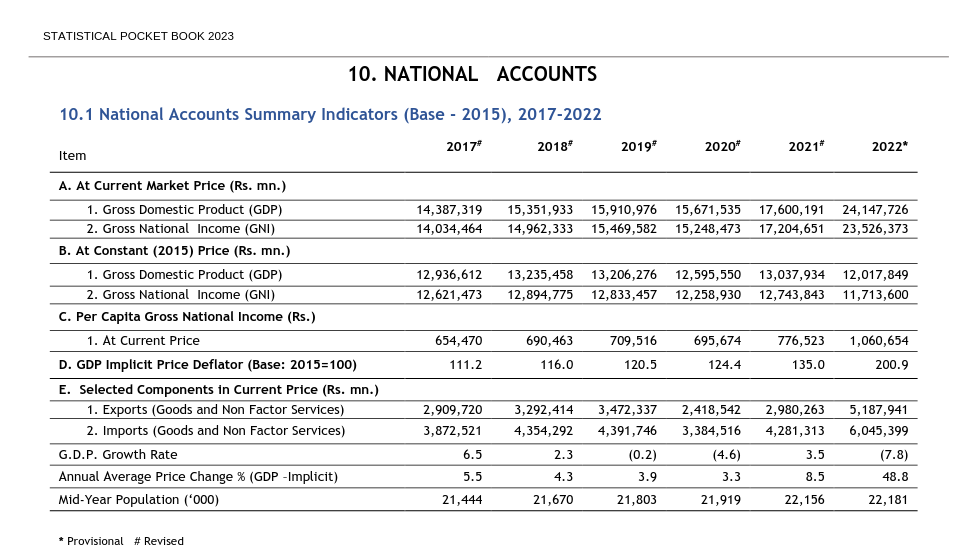 STATISTICAL POCKET BOOK 2023
10. NATIONAL ACCOUNTS
10.1 National Accounts Summary Indicators (Base - 2015), 2017-2022
Item 2017# 2018# 2019# 2020# 2021# 2022*
A. At Current Market Price (Rs. mn.)
1. Gross Domestic Product (GDP) 14,387,319 15,351,933 15,910,976 15,671,535 17,600,191 24,147,726
2. Gross National Income (GNI) 14,034,464 14,962,333 15,469,582 15,248,473 17,204,651 23,526,373
B. At Constant (2015) Price (Rs. mn.)
1. Gross Domestic Product (GDP) 12,936,612 13,235,458 13,206,276 12,595,550 13,037,934 12,017,849
2. Gross National Income (GNI) 12,621,473 12,894,775 12,833,457 12,258,930 12,743,843 11,713,600
C. Per Capita Gross National Income (Rs.)
1. At Current Price 654,470 690,463 709,516 695,674 776,523 1,060,654
D. GDP Implicit Price Deflator (Base: 2015=100) 111.2 116.0 120.5 124.4 135.0 200.9
E. Selected Components in Current Price (Rs. mn.)
1. Exports (Goods and Non Factor Services) 2,909,720 3,292,414 3,472,337 2,418,542 2,980,263 5,187,941
2. Imports (Goods and Non Factor Services) 3,872,521 4,354,292 4,391,746 3,384,516 4,281,313 6,045,399
G.D.P. Growth Rate 6.5 2.3 (0.2) (4.6) 3.5 (7.8)
Annual Average Price Change % (GDP –Implicit) 5.5 4.3 3.9 3.3 8.5 48.8
Mid-Year Population (‘000) 21,444 21,670 21,803 21,919 22,156 22,181
* Provisional # Revised